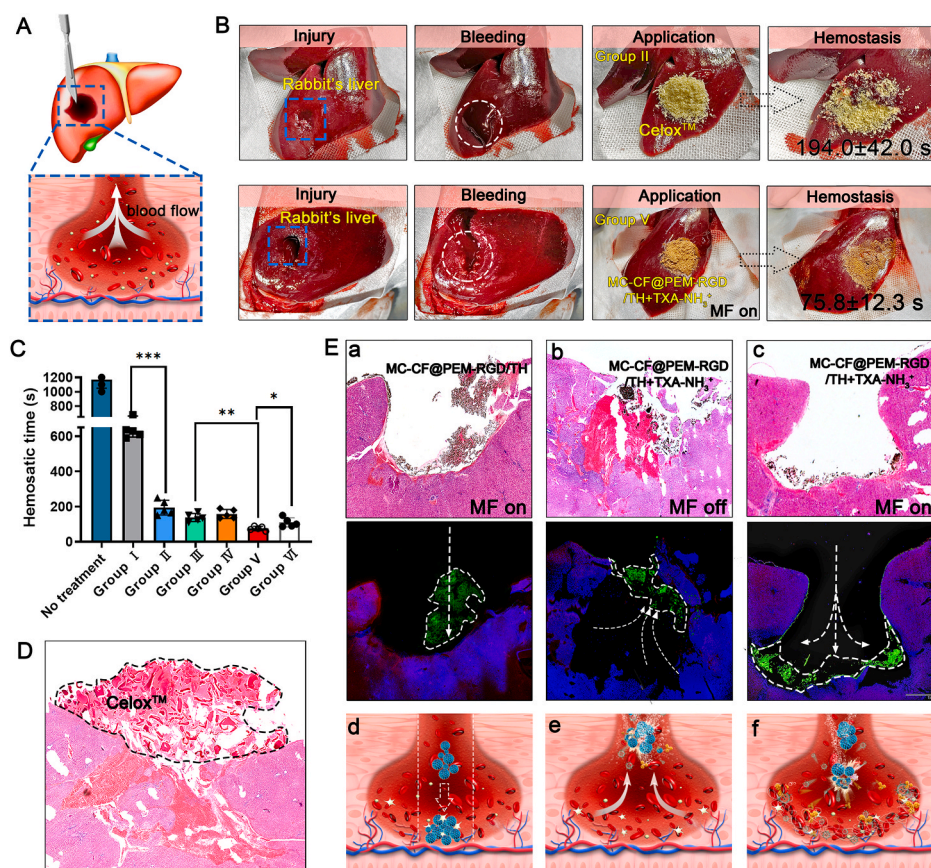 A
blood flow
B
Injury
Bleeding
Application
Hemostasis
Rabbit's liver
Group II
Celox™
194.0±42.0 s
Injury
Bleeding
Application
Hemostasis
Rabbit's liver
Group V
MC-CF@PEM-RGD
/TH+TXA-NH₃⁺
MF on
75.8±12.3 s
C
Hemosatic time (s)
1200
1000
800
600
400
200
0
***
**
*
No treatment
Group Ⅰ
Group Ⅱ
Group Ⅲ
Group Ⅳ
Group Ⅴ
Group Ⅵ
D
Celox™
E
a
MC-CF@PEM-RGD/TH
MF on
b
MC-CF@PEM-RGD
/TH+TXA-NH₃⁺
MF off
c
MC-CF@PEM-RGD
/TH+TXA-NH₃⁺
MF on
d
e
f